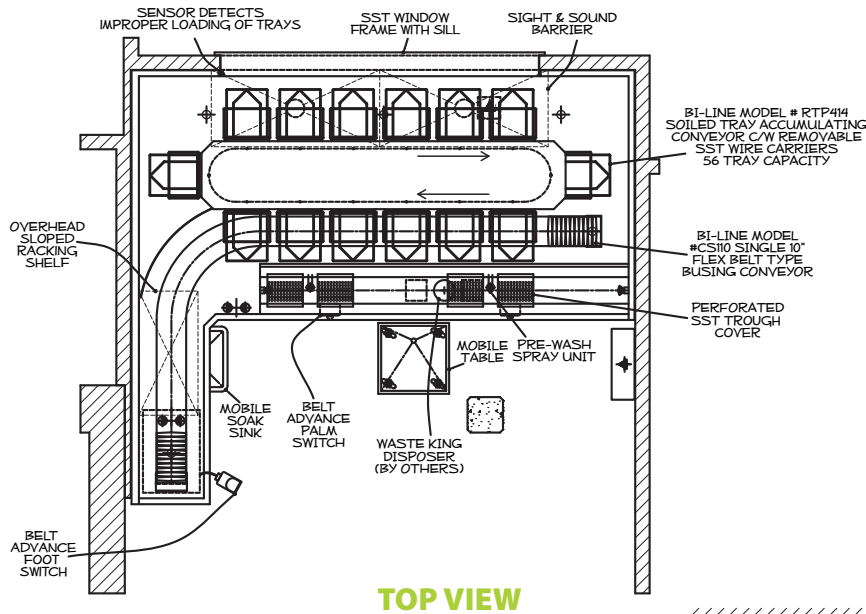 SENSOR DETECTS
IMPROPER LOADING OF TRAYS
SST WINDOW
FRAME WITH SILL
SIGHT & SOUND
BARRIER
BI-LINE MODEL # RTP414
SOILED TRAY ACCUMULATING
CONVEYOR C/W REMOVABLE
SST WIRE CARRIERS
56 TRAY CAPACITY
OVERHEAD
SLOPED
RACKING
SHELF
BI-LINE MODEL
#CS110 SINGLE 10"
FLEX BELT TYPE
BUSING CONVEYOR
PERFORATED
SST TROUGH
COVER
MOBILE
TABLE
PRE-WASH
SPRAY UNIT
MOBILE
SOAK
SINK
BELT
ADVANCE
PALM
SWITCH
WASTE KING
DISPOSER
(BY OTHERS)
BELT
ADVANCE
FOOT
SWITCH
TOP VIEW